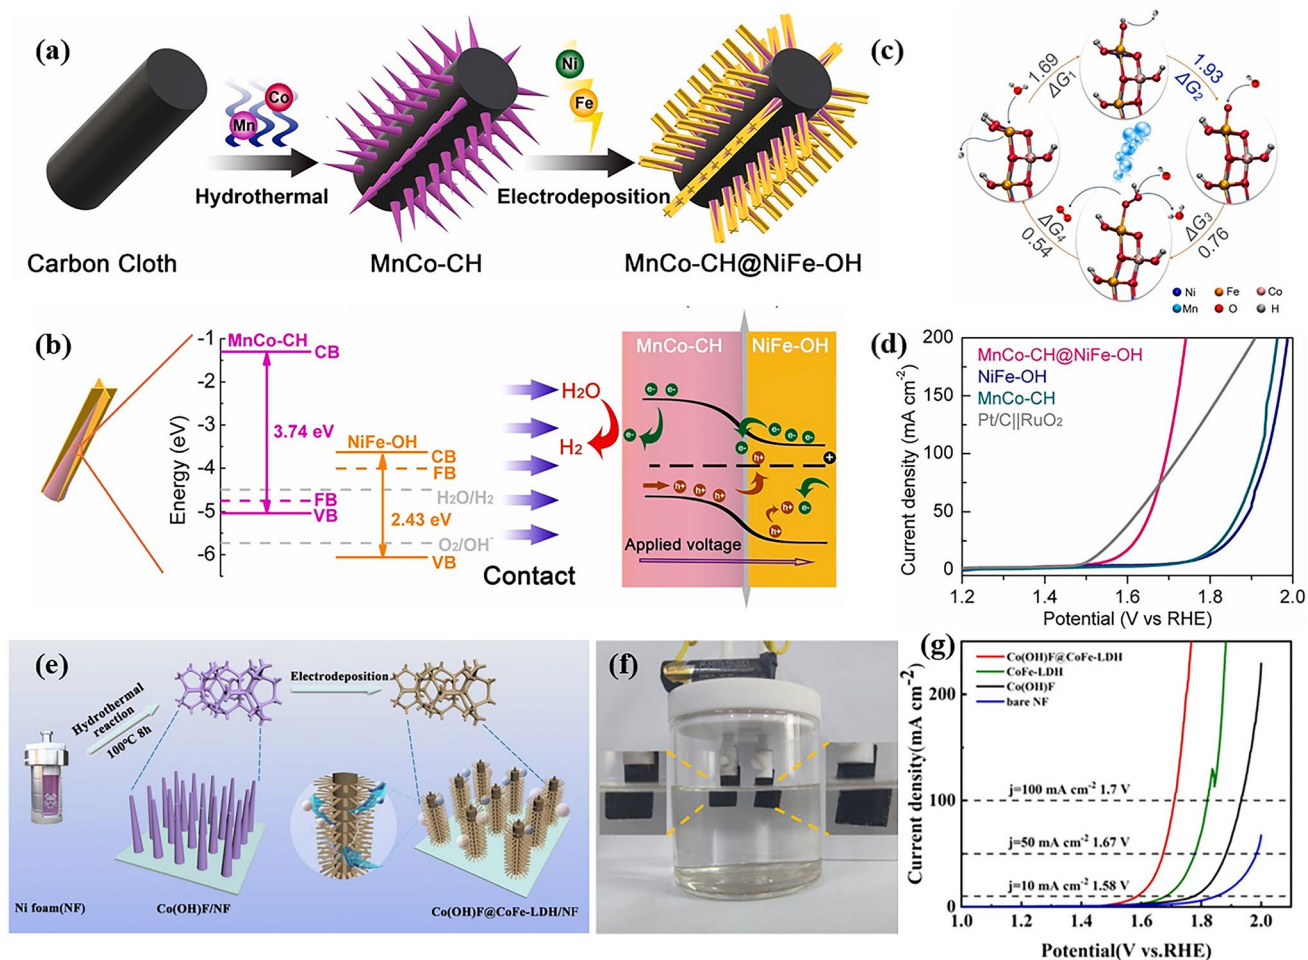 (a)
Co
Mn
Hydrothermal
Carbon Cloth
MnCo-CH
Ni
Fe
Electrodeposition
MnCo-CH@NiFe-OH
(c)
1.69
ΔG₁
1.93
ΔG₂
ΔG₃
0.76
ΔG₄
0.54
Ni Fe Co
Mn O H
(b)
Energy (eV)
-1
-2
-3
-4
-5
-6
MnCo-CH
CB
3.74 eV
FB
VB
NiFe-OH
CB
FB
H₂O/H₂
2.43 eV
O₂/OH⁻
VB
Contact
H₂O
H₂
MnCo-CH
NiFe-OH
e- e-
e-
e- e- e-
e-
h+
+
h+ h+ h+
e-
h+
h+
Applied voltage
(d)
Current density (mA cm⁻²)
200
150
100
50
0
MnCo-CH@NiFe-OH
NiFe-OH
MnCo-CH
Pt/C||RuO₂
1.2 1.4 1.6 1.8 2.0
Potential (V vs RHE)
(e)
Hydrothermal
reaction
100℃ 8h
Electrodeposition
Ni foam(NF)
Co(OH)F/NF
Co(OH)F@CoFe-LDH/NF
(f)
(g)
Current density(mA cm⁻²)
200
100
0
Co(OH)F@CoFe-LDH
CoFe-LDH
Co(OH)F
bare NF
j=100 mA cm⁻² 1.7 V
j=50 mA cm⁻² 1.67 V
j=10 mA cm⁻² 1.58 V
1.0 1.2 1.4 1.6 1.8 2.0
Potential(V vs.RHE)